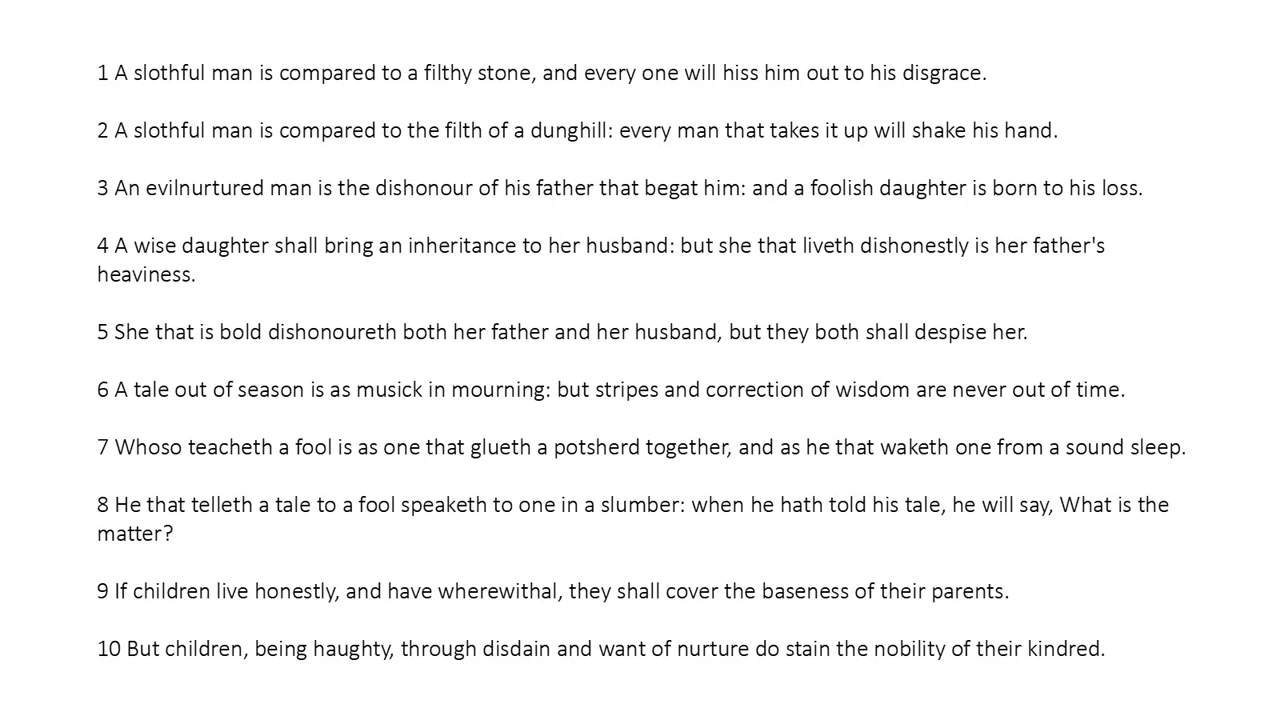 1 A slothful man is compared to a filthy stone, and every one will hiss him out to his disgrace.
2 A slothful man is compared to the filth of a dunghill: every man that takes it up will shake his hand.
3 An evilnurtured man is the dishonour of his father that begat him: and a foolish daughter is born to his loss.
4 A wise daughter shall bring an inheritance to her husband: but she that liveth dishonestly is her father's
heaviness.
5 She that is bold dishonoureth both her father and her husband, but they both shall despise her.
6 A tale out of season is as musick in mourning: but stripes and correction of wisdom are never out of time.
7 Whoso teacheth a fool is as one that glueth a potsherd together, and as he that waketh one from a sound sleep.
8 He that telleth a tale to a fool speaketh to one in a slumber: when he hath told his tale, he will say, What is the
matter?
9 If children live honestly, and have wherewithal, they shall cover the baseness of their parents.
10 But children, being haughty, through disdain and want of nurture do stain the nobility of their kindred.